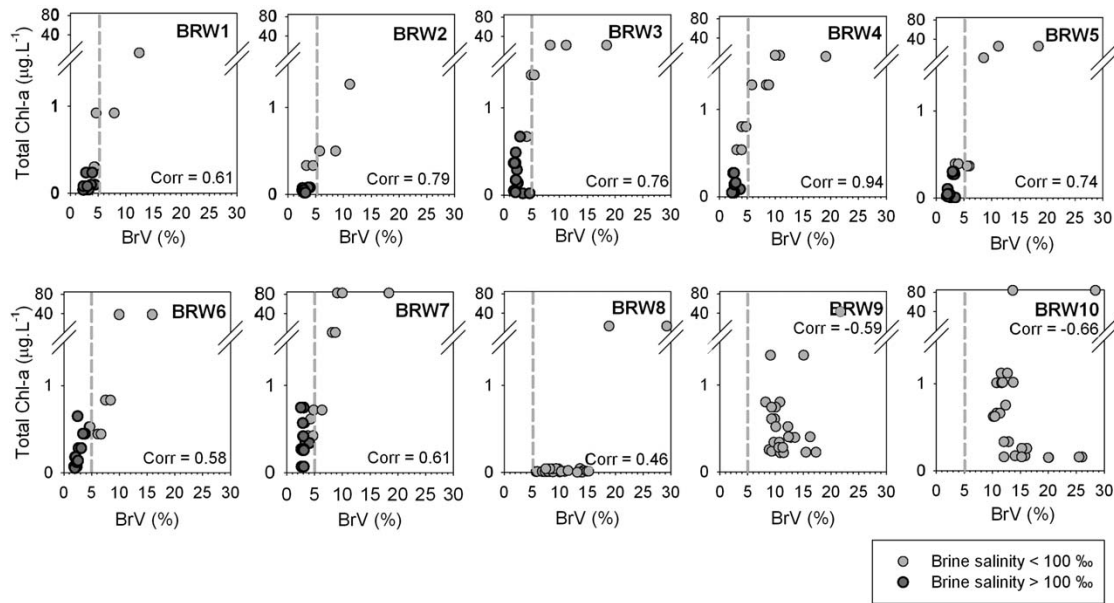 BRW1
BRW2
BRW3
BRW4
BRW5
Total Chl-a (µg.L-1)
80 40 1 0
80 40 1 0
80 40 1 0
80 40 1 0
80 40 1 0
Corr = 0.61
Corr = 0.79
Corr = 0.76
Corr = 0.94
Corr = 0.74
0 5 10 15 20 25 30
0 5 10 15 20 25 30
0 5 10 15 20 25 30
0 5 10 15 20 25 30
0 5 10 15 20 25 30
BrV (%)
BrV (%)
BrV (%)
BrV (%)
BrV (%)
BRW6
BRW7
BRW8
BRW9
Corr = -0.59
BRW10
Corr = -0.66
Total Chl-a (µg.L-1)
80 40 1 0
80 40 1 0
80 40 1 0
80 40 1 0
80 40 1 0
Corr = 0.58
Corr = 0.61
Corr = 0.46
0 5 10 15 20 25 30
0 5 10 15 20 25 30
0 5 10 15 20 25 30
0 5 10 15 20 25 30
0 5 10 15 20 25 30
BrV (%)
BrV (%)
BrV (%)
BrV (%)
BrV (%)
Brine salinity < 100 ‰
Brine salinity > 100 ‰